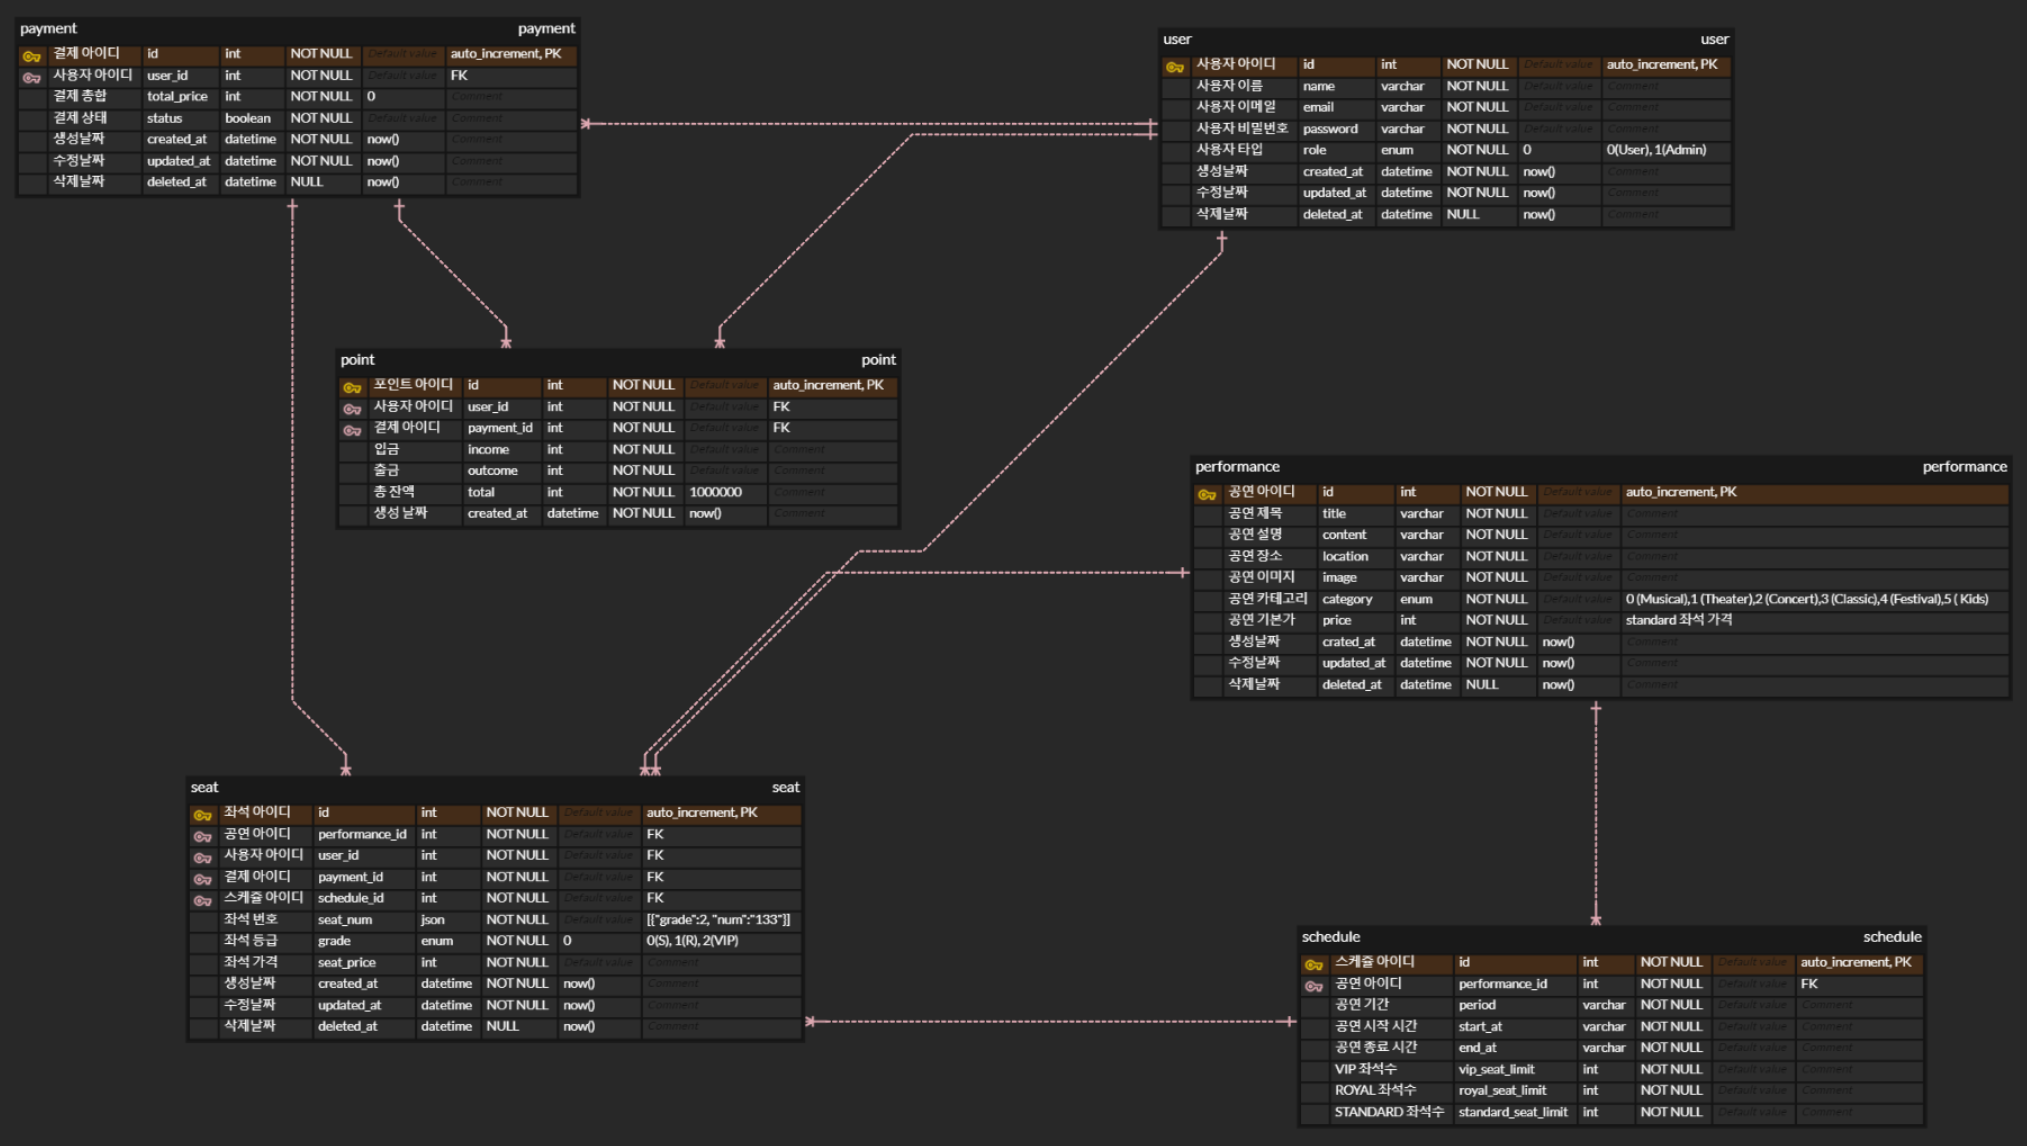 payment payment
결제 아이디 id int NOT NULL Default value auto_increment, PK
사용자 아이디 user_id int NOT NULL Default value FK
결제 총합 total_price int NOT NULL 0 Comment
결제 상태 status boolean NOT NULL Default value Comment
생성날짜 created_at datetime NOT NULL now() Comment
수정날짜 updated_at datetime NOT NULL now() Comment
삭제날짜 deleted_at datetime NULL now() Comment
user user
사용자 아이디 id int NOT NULL Default value auto_increment, PK
사용자 이름 name varchar NOT NULL Default value Comment
사용자 이메일 email varchar NOT NULL Default value Comment
사용자 비밀번호 password varchar NOT NULL Default value Comment
사용자 타입 role enum NOT NULL 0 0(User), 1(Admin)
생성날짜 created_at datetime NOT NULL now() Comment
수정날짜 updated_at datetime NOT NULL now() Comment
삭제날짜 deleted_at datetime NULL now() Comment
point point
포인트 아이디 id int NOT NULL Default value auto_increment, PK
사용자 아이디 user_id int NOT NULL Default value FK
결제 아이디 payment_id int NOT NULL Default value FK
입금 income int NOT NULL Default value Comment
출금 outcome int NOT NULL Default value Comment
총 잔액 total int NOT NULL 1000000 Comment
생성 날짜 created_at datetime NOT NULL now() Comment
performance performance
공연 아이디 id int NOT NULL Default value auto_increment, PK
공연 제목 title varchar NOT NULL Default value Comment
공연 설명 content varchar NOT NULL Default value Comment
공연 장소 location varchar NOT NULL Default value Comment
공연 이미지 image varchar NOT NULL Default value Comment
공연 카테고리 category enum NOT NULL Default value 0 (Musical),1 (Theater),2 (Concert),3 (Classic),4 (Festival),5 ( Kids)
공연 기본가 price int NOT NULL Default value standard 좌석 가격
생성날짜 crated_at datetime NOT NULL now() Comment
수정날짜 updated_at datetime NOT NULL now() Comment
삭제날짜 deleted_at datetime NULL now() Comment
seat seat
좌석 아이디 id int NOT NULL Default value auto_increment, PK
공연 아이디 performance_id int NOT NULL Default value FK
사용자 아이디 user_id int NOT NULL Default value FK
결제 아이디 payment_id int NOT NULL Default value FK
스케쥴 아이디 schedule_id int NOT NULL Default value FK
좌석 번호 seat_num json NOT NULL Default value [[{"grade":2, "num":"133"}]]
좌석 등급 grade enum NOT NULL 0 0(S), 1(R), 2(VIP)
좌석 가격 seat_price int NOT NULL Default value Comment
생성날짜 created_at datetime NOT NULL now() Comment
수정날짜 updated_at datetime NOT NULL now() Comment
삭제날짜 deleted_at datetime NULL now() Comment
schedule schedule
스케쥴 아이디 id int NOT NULL Default value auto_increment, PK
공연 아이디 performance_id int NOT NULL Default value FK
공연 기간 period varchar NOT NULL Default value Comment
공연 시작 시간 start_at varchar NOT NULL Default value Comment
공연 종료 시간 end_at varchar NOT NULL Default value Comment
VIP 좌석수 vip_seat_limit int NOT NULL Default value Comment
ROYAL 좌석수 royal_seat_limit int NOT NULL Default value Comment
STANDARD 좌석수 standard_seat_limit int NOT NULL Default value Comment